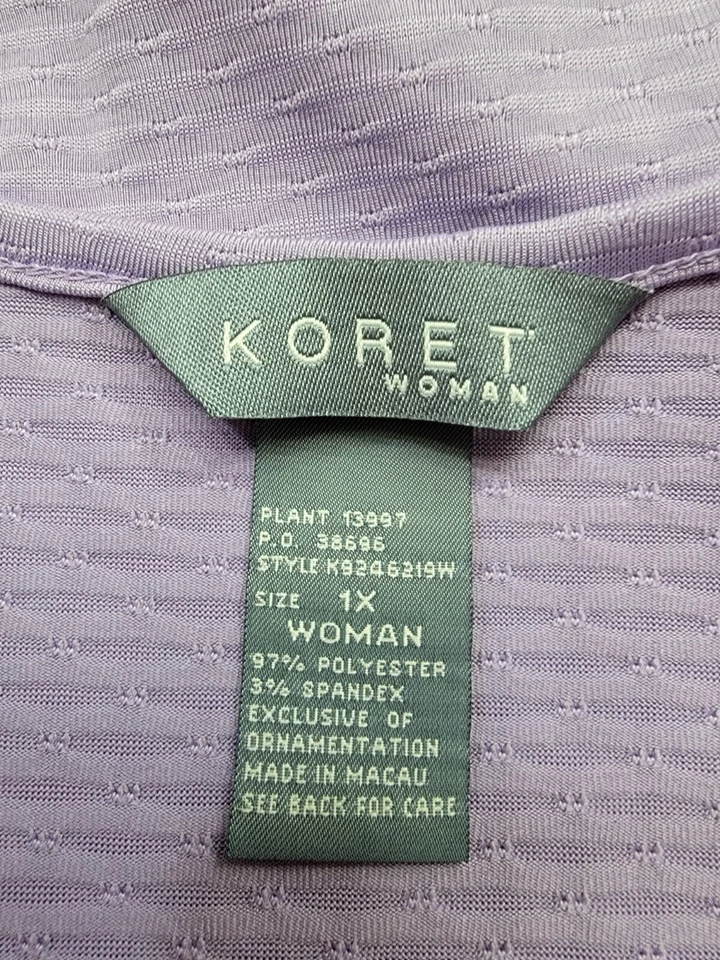 KORET
WOMAN
PLANT 13997
P.O. 38696
STYLE K9246219W
SIZE 1X
WOMAN
97% POLYESTER
3% SPANDEX
EXCLUSIVE OF
ORNAMENTATION
MADE IN MACAU
SEE BACK FOR CARE